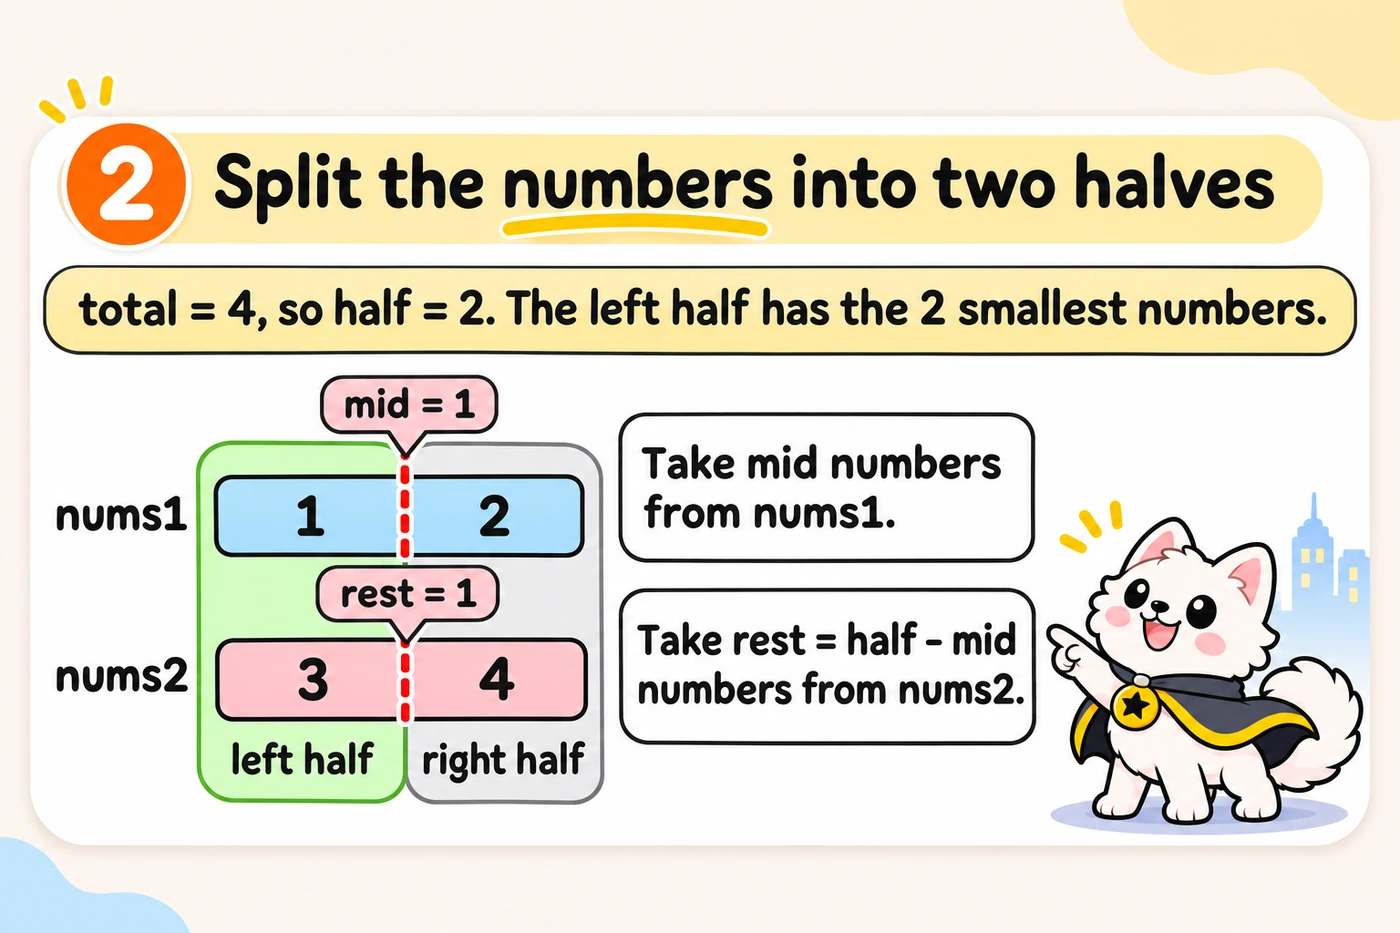 2
Split the numbers into two halves
total = 4, so half = 2. The left half has the 2 smallest numbers.
mid = 1
nums1
1
2
rest = 1
nums2
3
4
left half
right half
Take mid numbers
from nums1.
Take rest = half - mid
numbers from nums2.